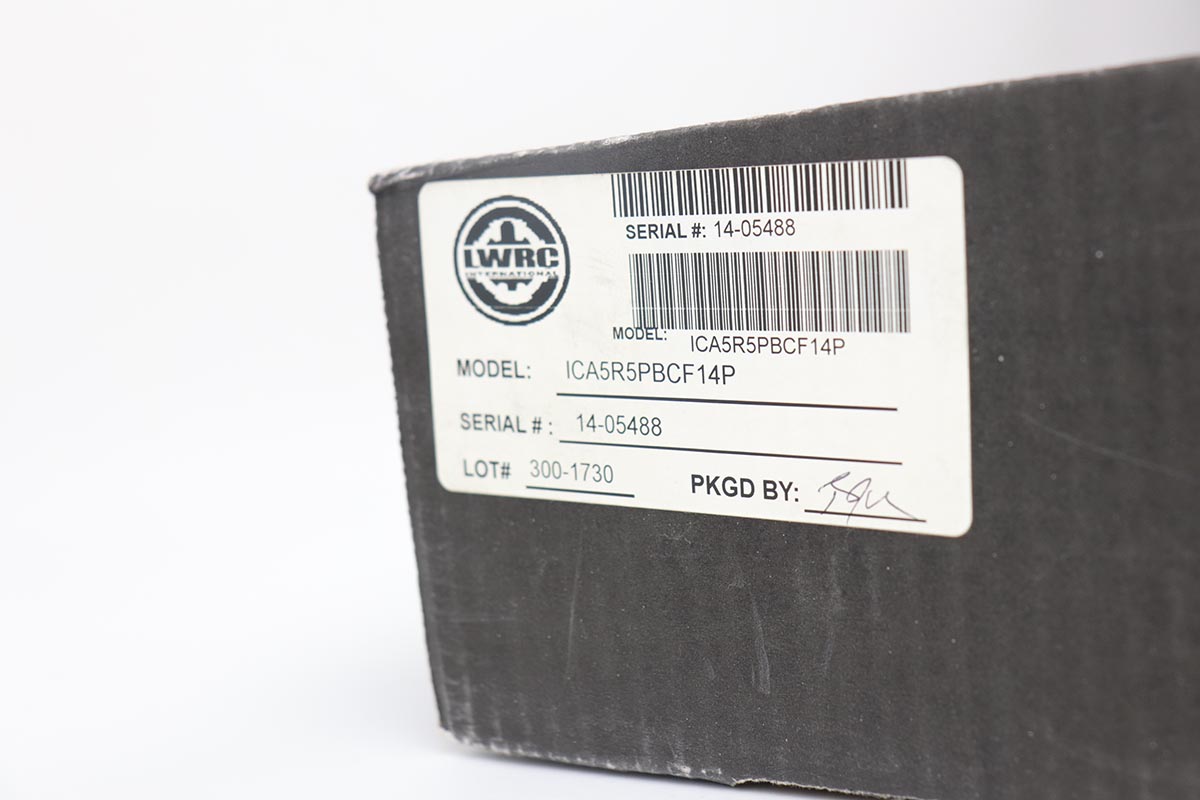 LWRC
INTERNATIONAL
SERIAL #: 14-05488
MODEL: ICA5R5PBCF14P
MODEL: ICA5R5PBCF14P
SERIAL #: 14-05488
LOT# 300-1730
PKGD BY: